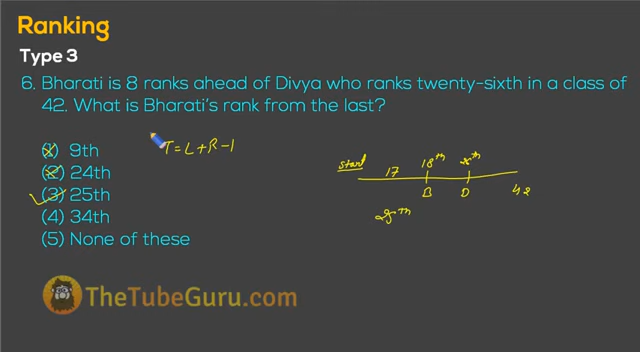 Ranking
Type 3
6. Bharati is 8 ranks ahead of Divya who ranks twenty-sixth in a class of
42. What is Bharati's rank from the last?
(1) 9th
T = L + R - 1
(2) 24th
(3) 25th
(4) 34th
(5) None of these
start
17
18th
B
D
42
25th
TheTubeGuru.com